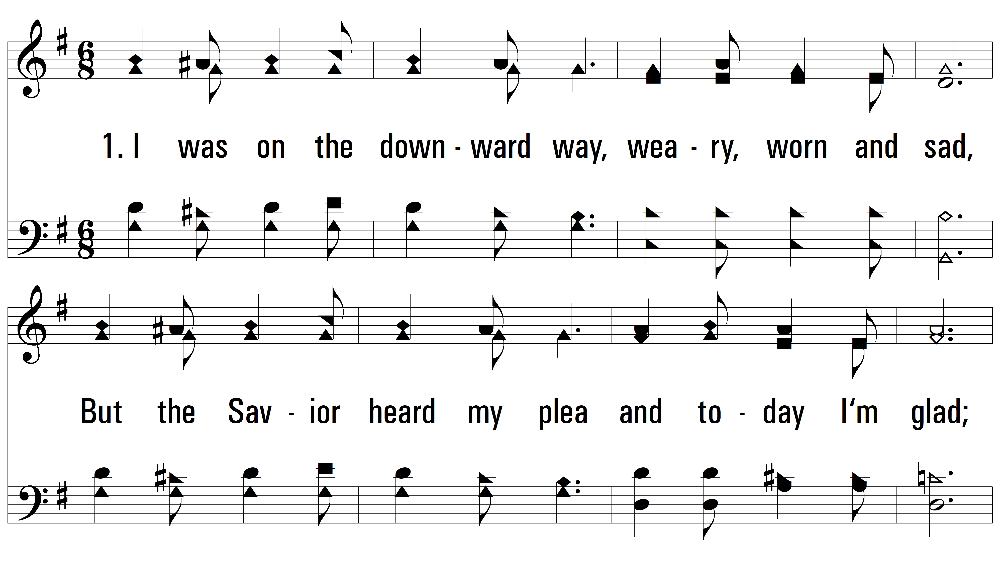 1. I was on the down - ward way, wea - ry, worn and sad,
But the Sav - ior heard my plea and to - day I‘m glad;